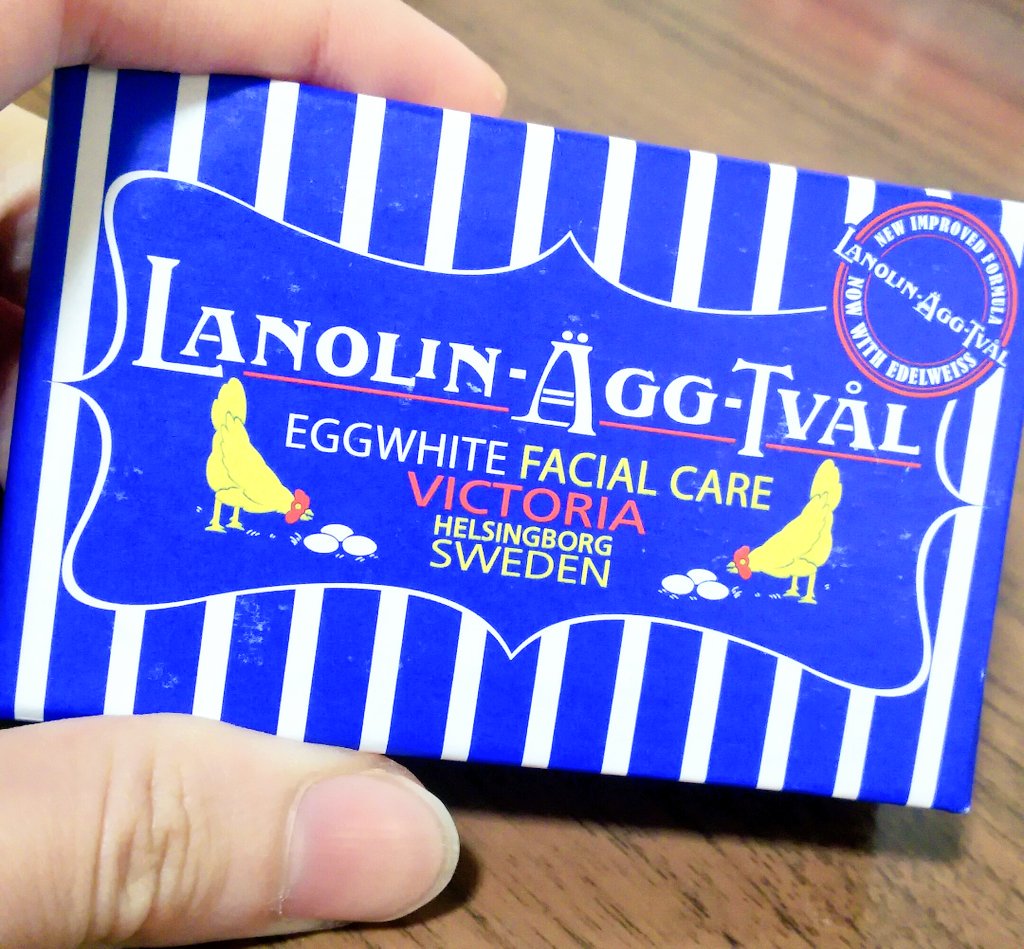 LANOLIN-ÄGG-TVÅL
EGGWHITE FACIAL CARE
VICTORIA
HELSINGBORG
SWEDEN
NEW IMPROVED FORMULA
LANOLIN-ÄGG-TVÅL
NOW WITH EDELWEISS